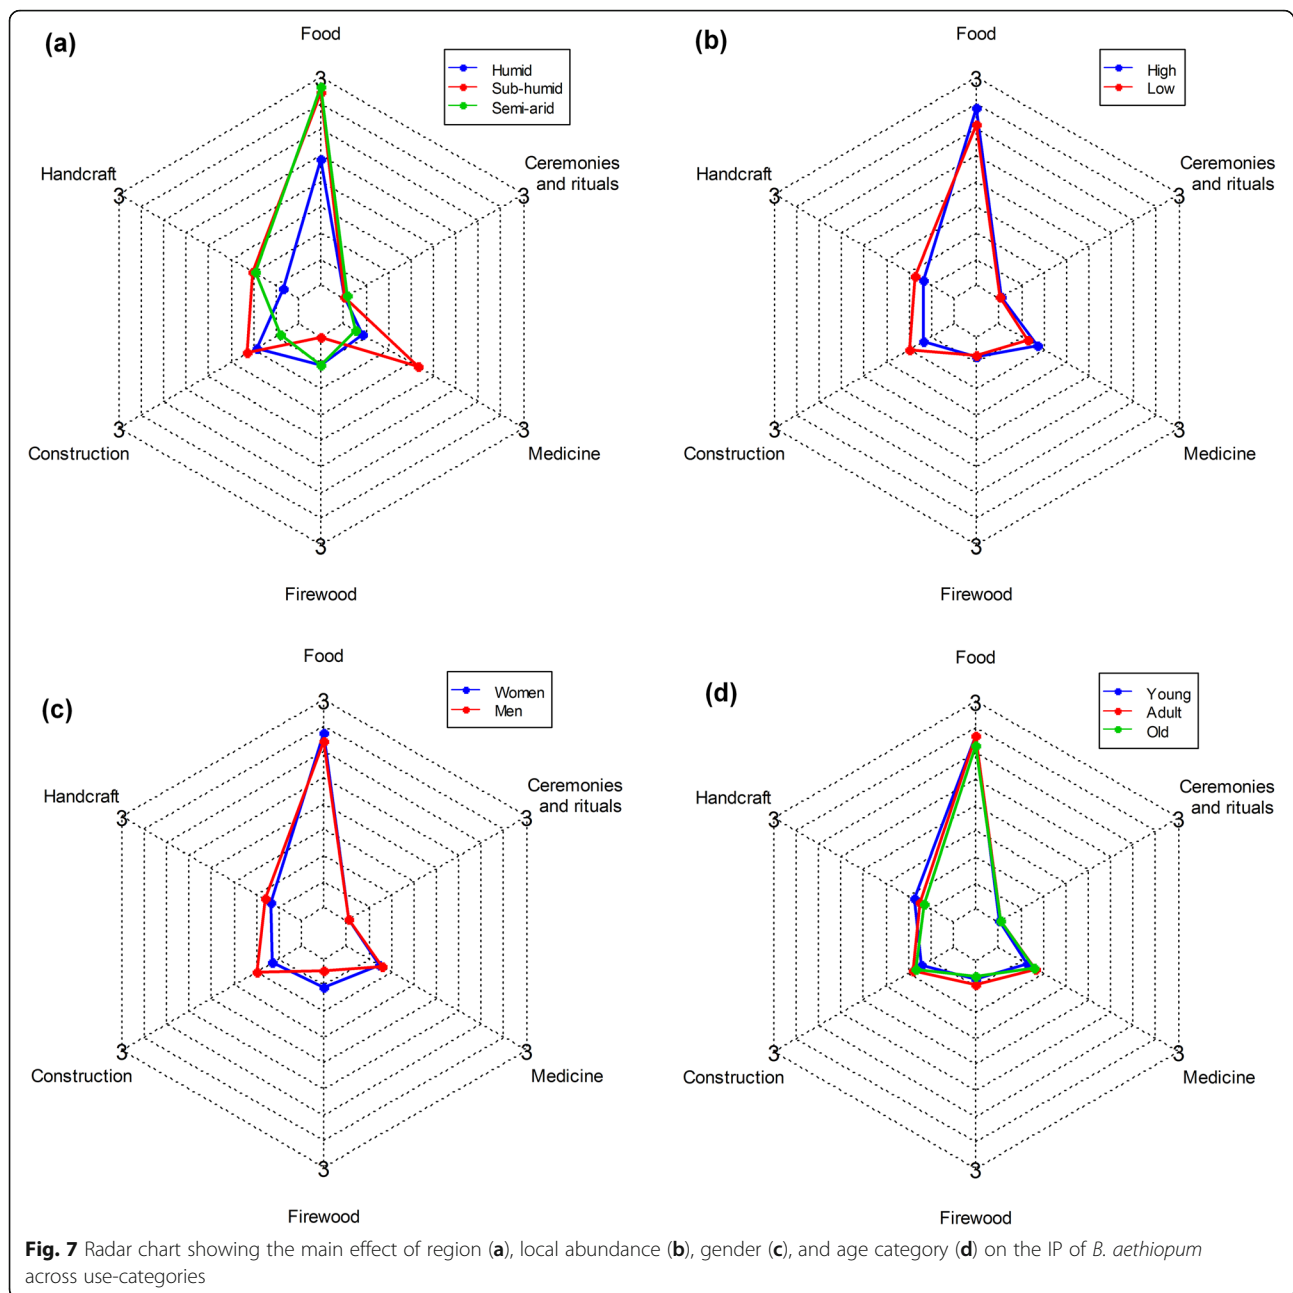 (a)
Food
Humid
Sub-humid
Semi-arid
3
Handcraft
3
Ceremonies
and rituals
3
3
Construction
3
Medicine
3
Firewood
(b)
Food
High
Low
3
Handcraft
3
Ceremonies
and rituals
3
3
Construction
3
Medicine
3
Firewood
(c)
Food
Women
Men
3
Handcraft
3
Ceremonies
and rituals
3
3
Construction
3
Medicine
3
Firewood
(d)
Food
Young
Adult
Old
3
Handcraft
3
Ceremonies
and rituals
3
3
Construction
3
Medicine
3
Firewood
Fig. 7 Radar chart showing the main effect of region (a), local abundance (b), gender (c), and age category (d) on the IP of B. aethiopum
across use-categories